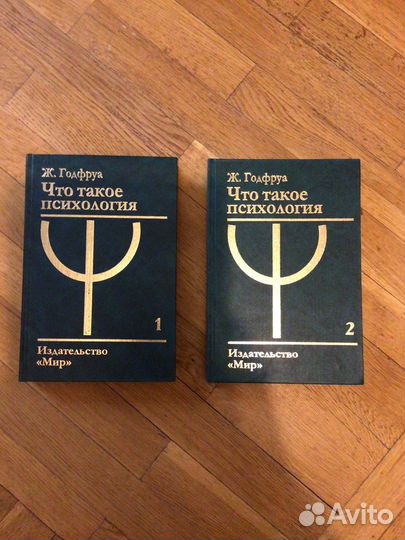 Ж. Годфруа
Что такое
психология
1
Издательство
«Мир»
Ж. Годфруа
Что такое
психология
2
Издательство
«Мир»
Avito